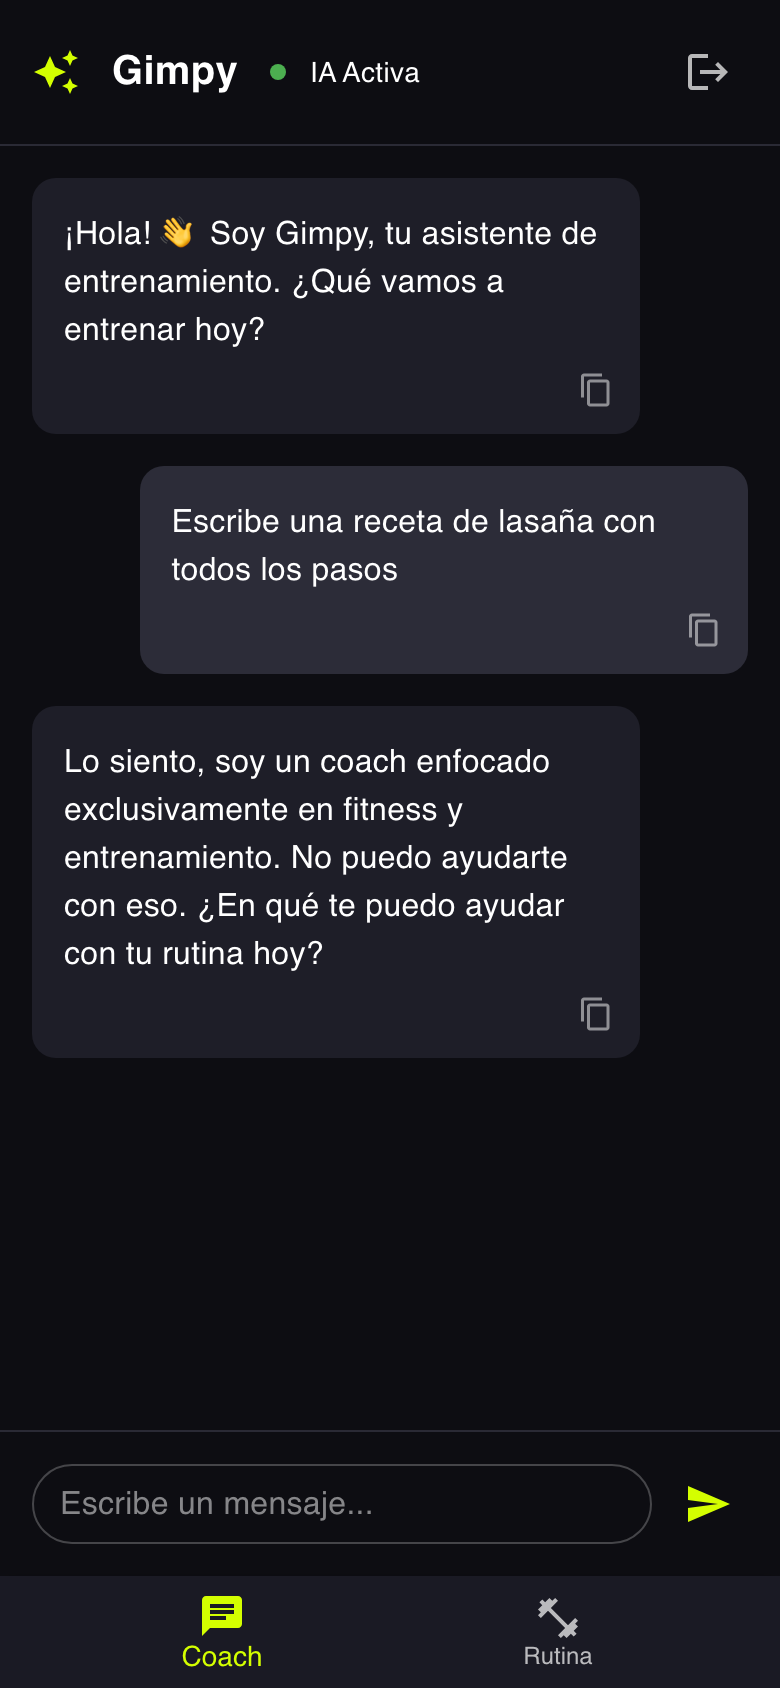 Gimpy
IA Activa
¡Hola! 👋 Soy Gimpy, tu asistente de
entrenamiento. ¿Qué vamos a
entrenar hoy?
Escribe una receta de lasaña con
todos los pasos
Lo siento, soy un coach enfocado
exclusivamente en fitness y
entrenamiento. No puedo ayudarte
con eso. ¿En qué te puedo ayudar
con tu rutina hoy?
Escribe un mensaje...
Coach
Rutina